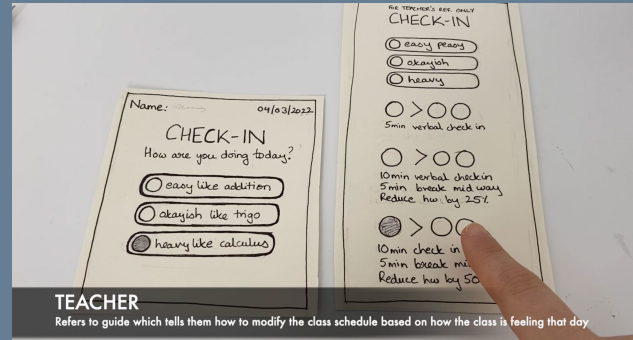 Name:
04/03/2022
CHECK-IN
How are you doing today?
easy like addition
okayish like trigo
heavy like calculus
FOR TEACHER'S REF. ONLY
CHECK-IN
easy peasy
okayish
heavy
> 
5min verbal check in
>
10min verbal checkin
5min break mid way
Reduce hw by 25%
>
10min check in
5min break mi
Reduce hw by 50
TEACHER
Refers to guide which tells them how to modify the class schedule based on how the class is feeling that day